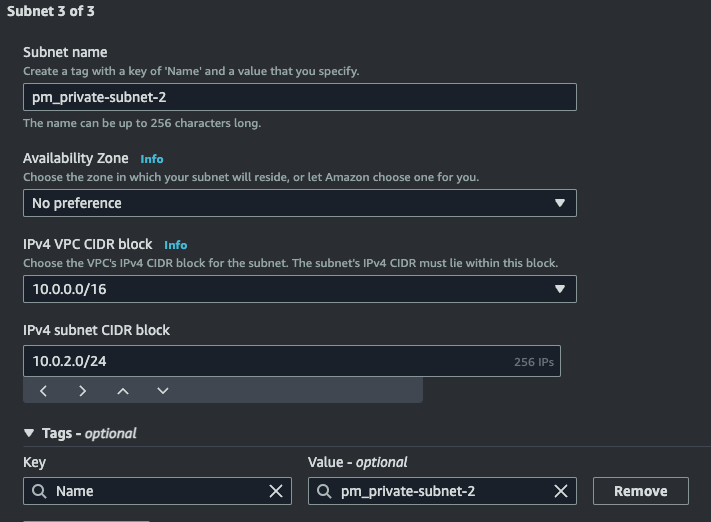 Subnet 3 of 3
Subnet name
Create a tag with a key of 'Name' and a value that you specify.
pm_private-subnet-2
The name can be up to 256 characters long.
Availability Zone Info
Choose the zone in which your subnet will reside, or let Amazon choose one for you.
No preference
IPv4 VPC CIDR block Info
Choose the VPC's IPv4 CIDR block for the subnet. The subnet's IPv4 CIDR must lie within this block.
10.0.0.0/16
IPv4 subnet CIDR block
10.0.2.0/24 256 IPs
Tags - optional
Key Value - optional
Name pm_private-subnet-2 Remove